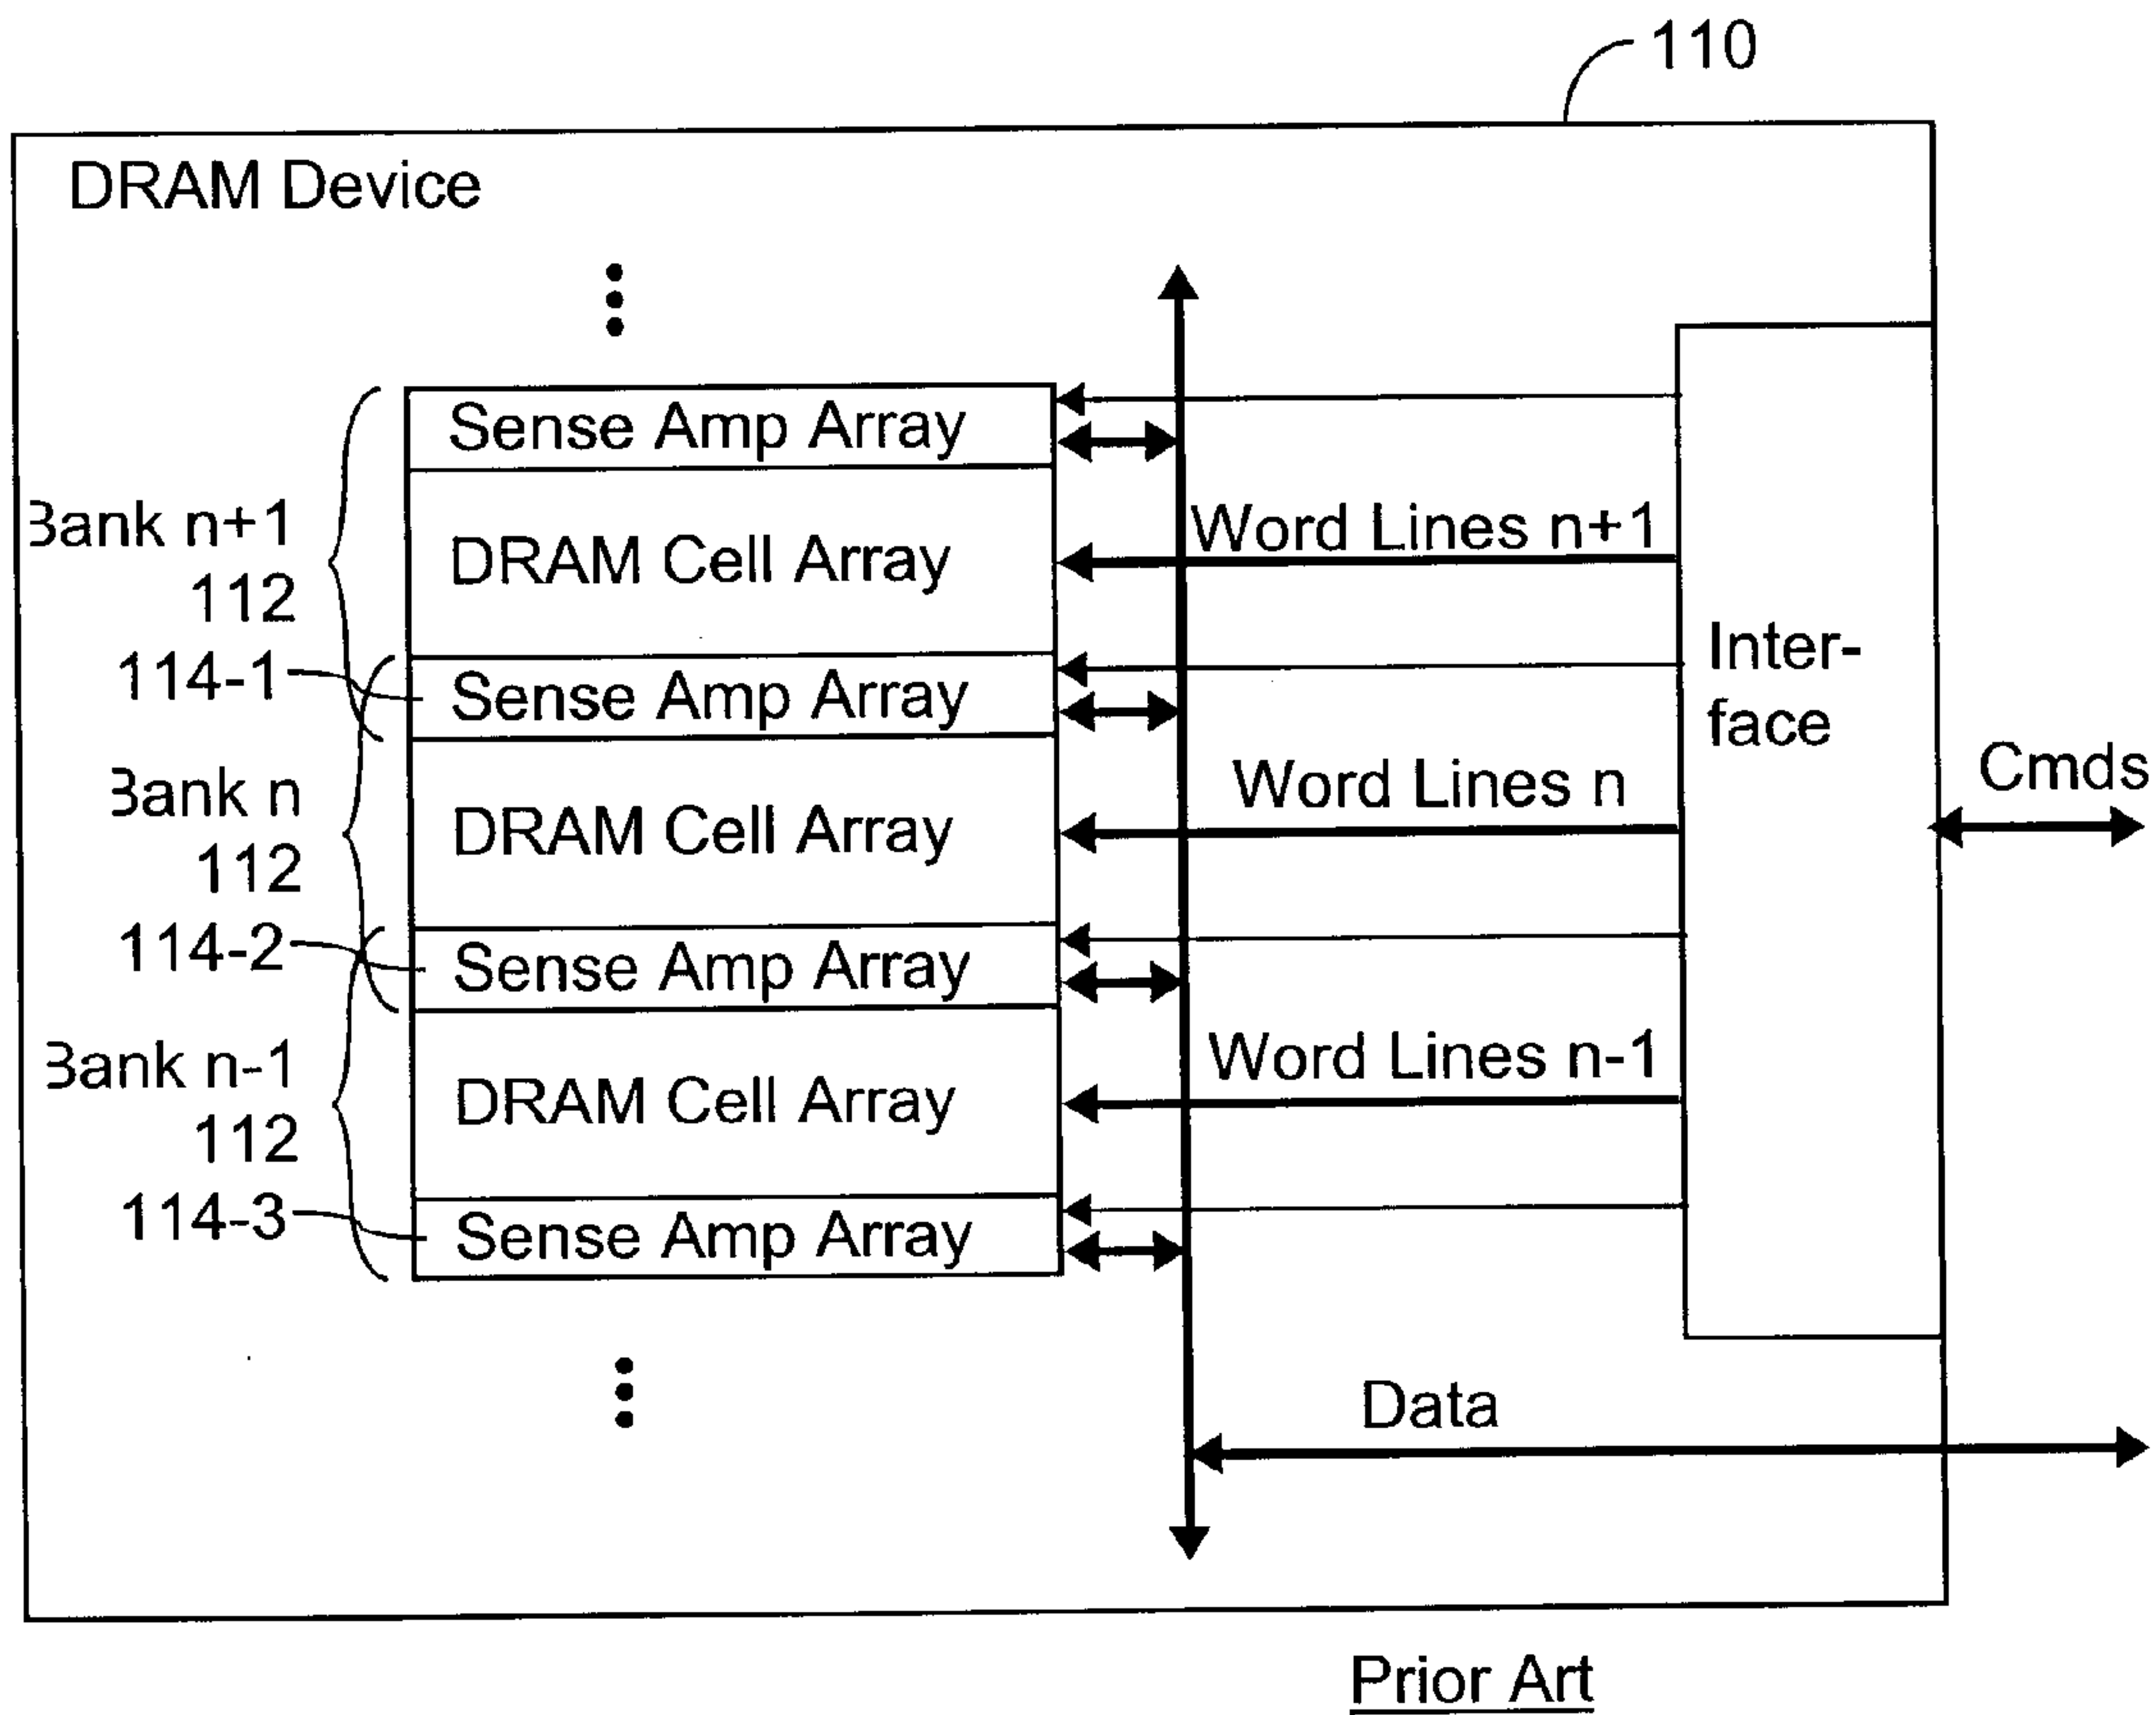 110
DRAM Device
Sense Amp Array
Bank n+1
112
DRAM Cell Array
Word Lines n+1
114-1
Sense Amp Array
Inter-
face
Bank n
112
DRAM Cell Array
Word Lines n
Cmds
114-2
Sense Amp Array
Bank n-1
112
DRAM Cell Array
Word Lines n-1
114-3
Sense Amp Array
Data
Prior Art